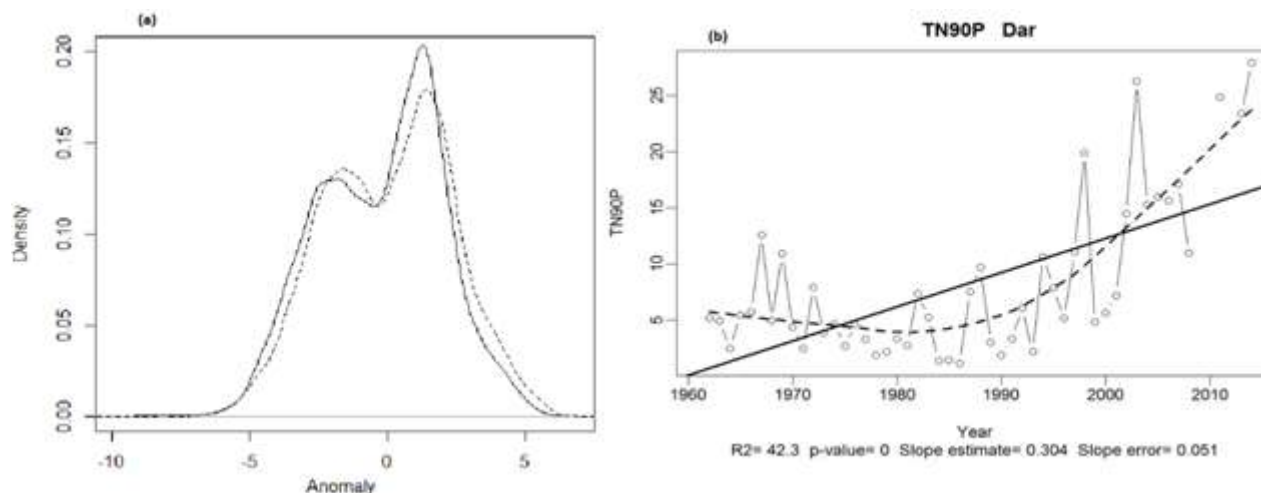 (a)
Density
0.00 0.05 0.10 0.15 0.20
-10 -5 0 5
Anomaly
TN90P Dar
(b)
TN90P
5 10 15 20 25
1960 1970 1980 1990 2000 2010
Year
R2= 42.3 p-value= 0 Slope estimate= 0.304 Slope error= 0.051